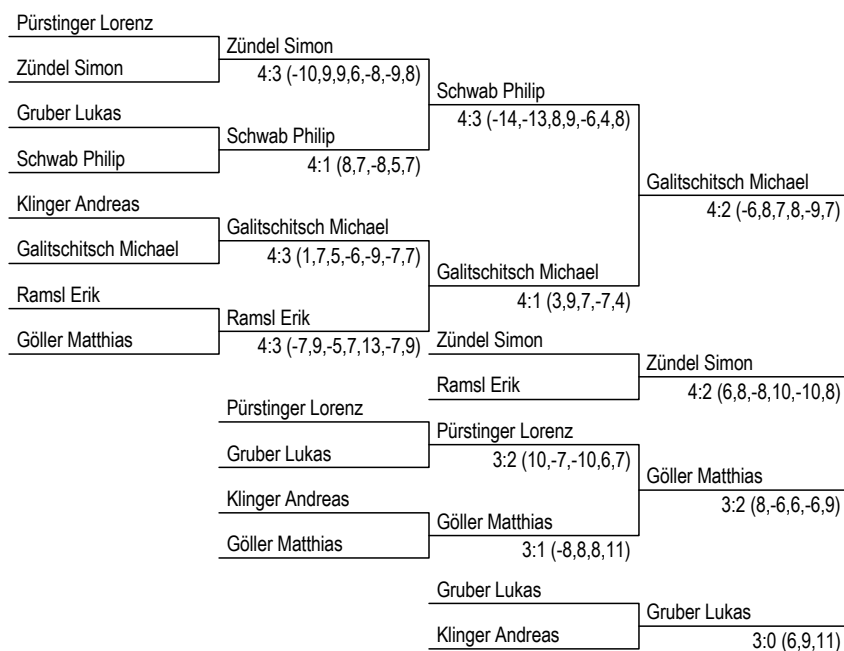 Pürstinger Lorenz
Zündel Simon
Zündel Simon
4:3 (-10,9,9,6,-8,-9,8)
Schwab Philip
4:3 (-14,-13,8,9,-6,4,8)
Gruber Lukas
Schwab Philip
4:1 (8,7,-8,5,7)
Schwab Philip
Galitschitsch Michael
4:2 (-6,8,7,8,-9,7)
Klinger Andreas
Galitschitsch Michael
4:3 (1,7,5,-6,-9,-7,7)
Galitschitsch Michael
Galitschitsch Michael
4:1 (3,9,7,-7,4)
Ramsl Erik
Ramsl Erik
4:3 (-7,9,-5,7,13,-7,9)
Göller Matthias
Zündel Simon
Zündel Simon
4:2 (6,8,-8,10,-10,8)
Ramsl Erik
Pürstinger Lorenz
Pürstinger Lorenz
3:2 (10,-7,-10,6,7)
Gruber Lukas
Göller Matthias
3:2 (8,-6,6,-6,9)
Klinger Andreas
Göller Matthias
3:1 (-8,8,8,11)
Göller Matthias
Gruber Lukas
Gruber Lukas
3:0 (6,9,11)
Klinger Andreas